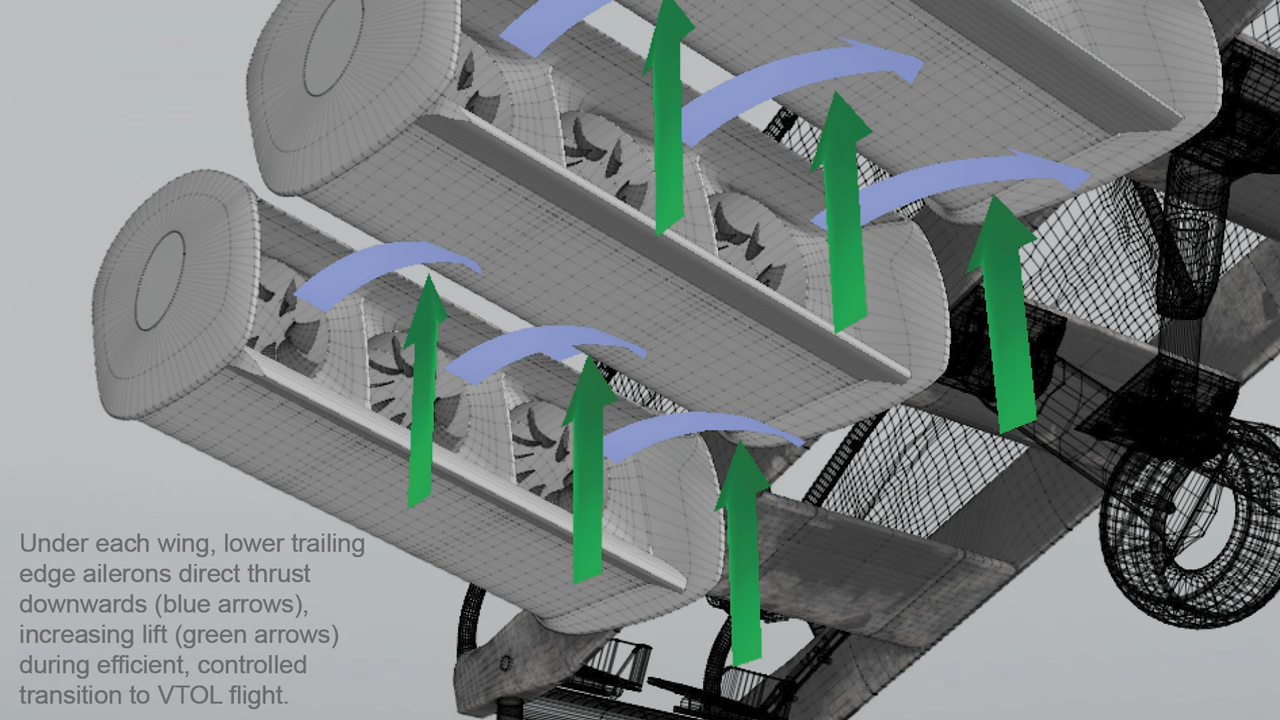 Under each wing, lower trailing
edge ailerons direct thrust
downwards (blue arrows),
increasing lift (green arrows)
during efficient, controlled
transition to VTOL flight.